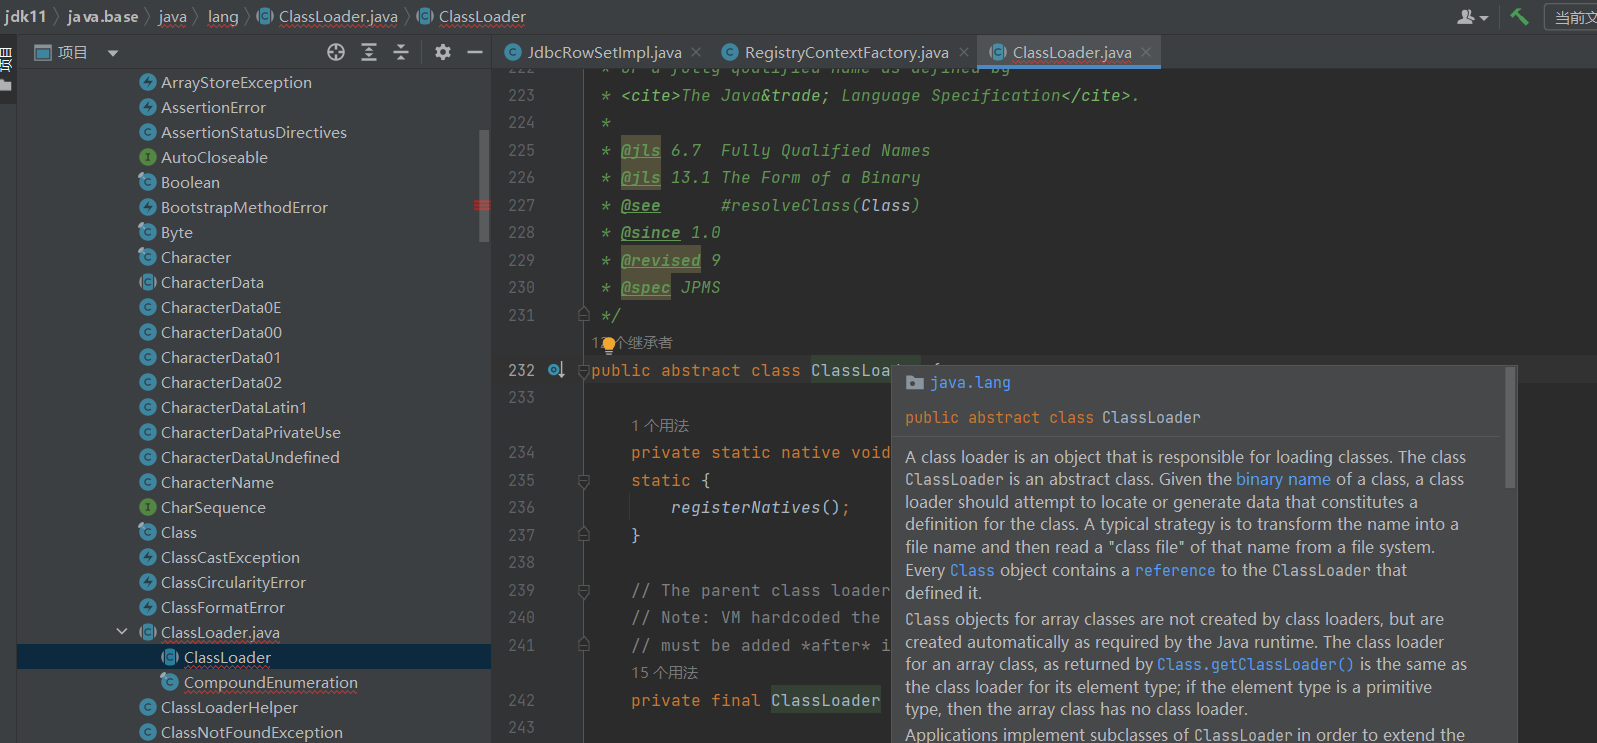 jdk11 java.base java lang ClassLoader.java ClassLoader
当前文
项目
项目
JdbcRowSetImpl.java
RegistryContextFactory.java
ClassLoader.java
ArrayStoreException
AssertionError
AssertionStatusDirectives
AutoCloseable
Boolean
BootstrapMethodError
Byte
Character
CharacterData
CharacterData0E
CharacterData00
CharacterData01
CharacterData02
CharacterDataLatin1
CharacterDataPrivateUse
CharacterDataUndefined
CharacterName
CharSequence
Class
ClassCastException
ClassCircularityError
ClassFormatError
ClassLoader.java
ClassLoader
CompoundEnumeration
ClassLoaderHelper
ClassNotFoundException
222 * or a fully qualified name as defined by
223 * <cite>The Java&trade; Language Specification</cite>.
224 *
225 * @jls 6.7 Fully Qualified Names
226 * @jls 13.1 The Form of a Binary
227 * @see #resolveClass(Class)
228 * @since 1.0
229 * @revised 9
230 * @spec JPMS
231 */
个继承者
232 public abstract class ClassLoa
233
1 个用法
234 private static native void
235 static {
236 registerNatives();
237 }
238
239 // The parent class loader
240 // Note: VM hardcoded the
241 // must be added *after* i
15 个用法
242 private final ClassLoader
243
java.lang
public abstract class ClassLoader
A class loader is an object that is responsible for loading classes. The class
ClassLoader is an abstract class. Given the binary name of a class, a class
loader should attempt to locate or generate data that constitutes a
definition for the class. A typical strategy is to transform the name into a
file name and then read a "class file" of that name from a file system.
Every Class object contains a reference to the ClassLoader that
defined it.
Class objects for array classes are not created by class loaders, but are
created automatically as required by the Java runtime. The class loader
for an array class, as returned by Class.getClassLoader() is the same as
the class loader for its element type; if the element type is a primitive
type, then the array class has no class loader.
Applications implement subclasses of ClassLoader in order to extend the